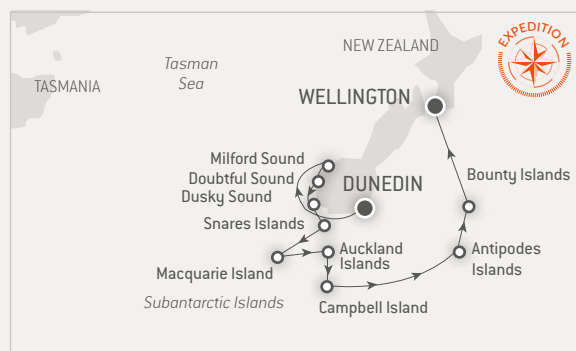 EXPEDITION
NEW ZEALAND
Tasman
Sea
TASMANIA
WELLINGTON
Milford Sound
Doubtful Sound
Dusky Sound
DUNEDIN
Bounty Islands
Snares Islands
Auckland
Islands
Antipodes
Islands
Macquarie Island
Subantarctic Islands
Campbell Island